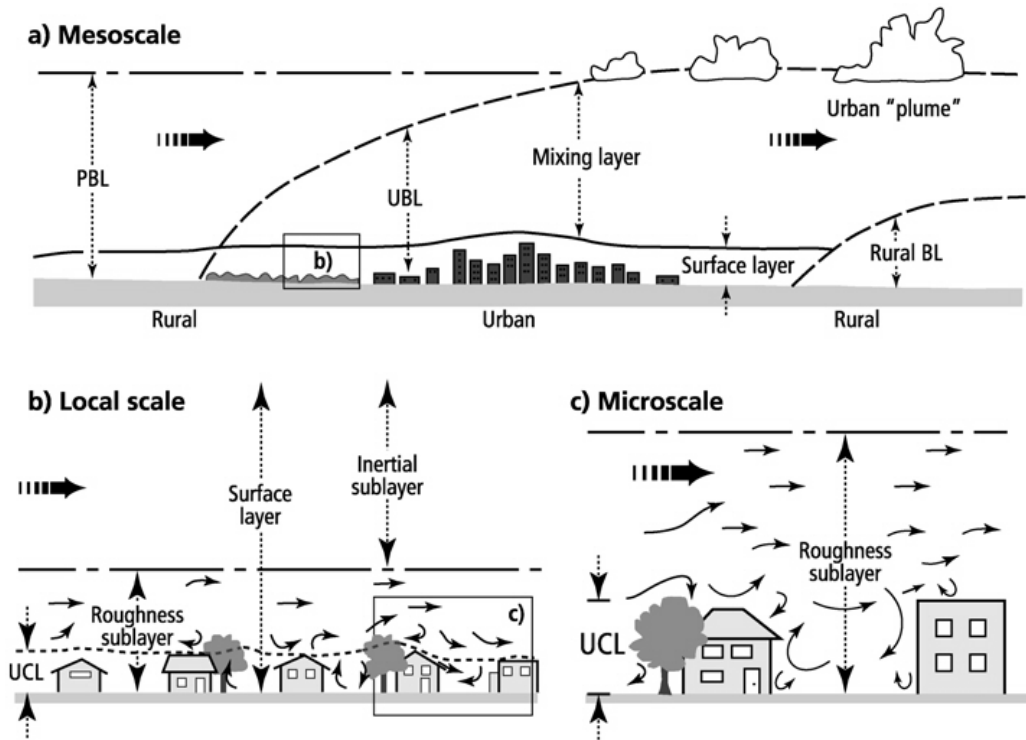 a) Mesoscale
Urban "plume"
PBL
UBL
Mixing layer
b)
Surface layer
Rural BL
Rural
Urban
Rural
b) Local scale
Inertial
sublayer
Surface
layer
Roughness
sublayer
c)
UCL
c) Microscale
Roughness
sublayer
UCL